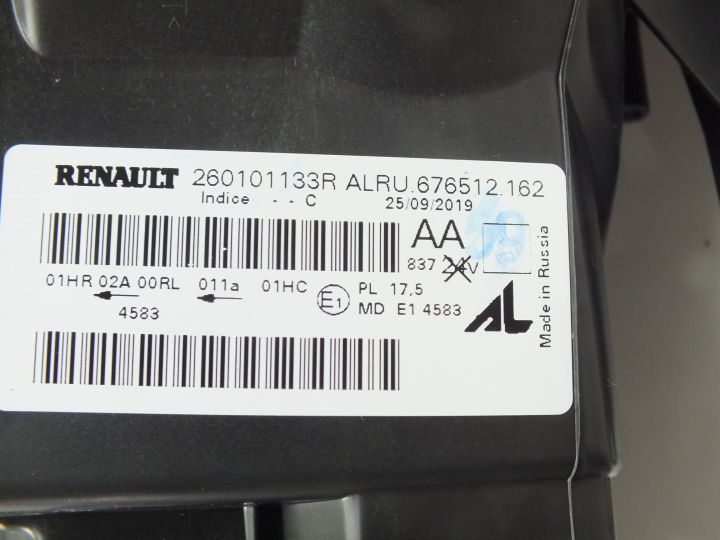 RENAULT 260101133R ALRU.676512.162
Indice - - C 25/09/2019
AA
837 24V
01HR 02A 00RL 011a 01HC E1 PL 17,5
4583 MD E1 4583
AL
Made in Russia